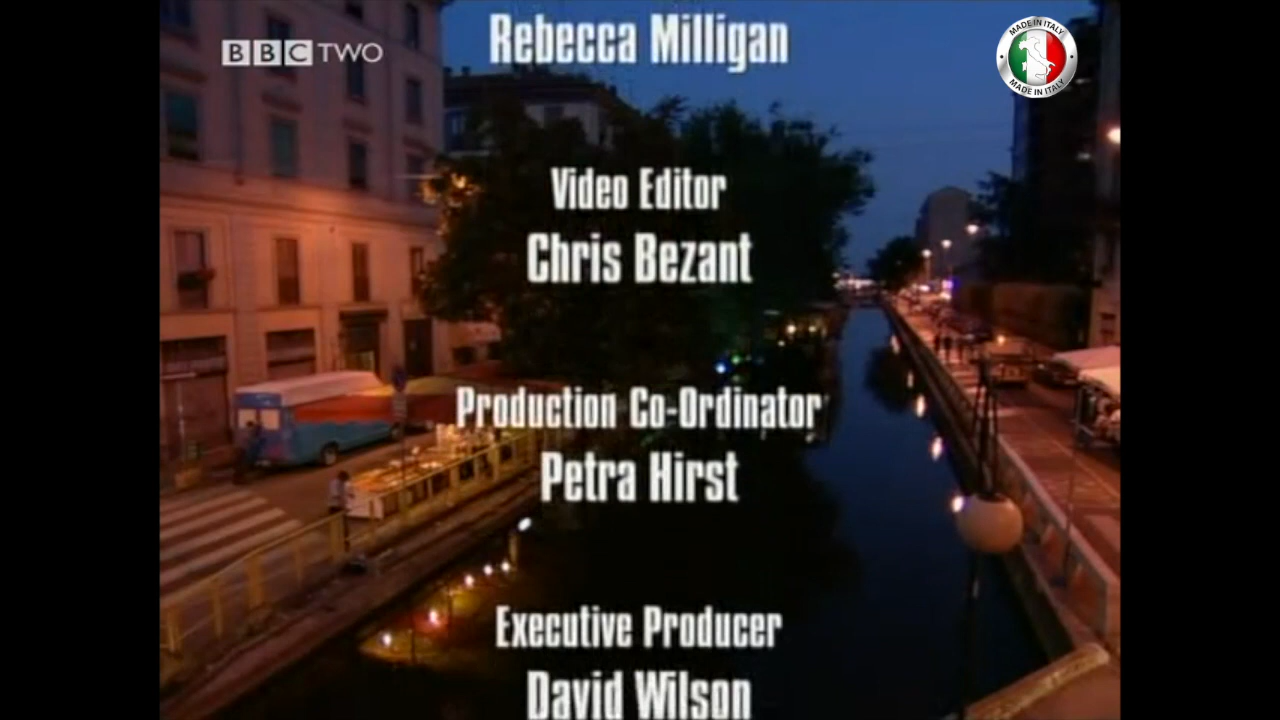 Rebecca Milligan
BBC TWO
MADE IN ITALY
MADE IN ITALY
Video Editor
Chris Bezant
Production Co-Ordinator
Petra Hirst
Executive Producer
David Wilson